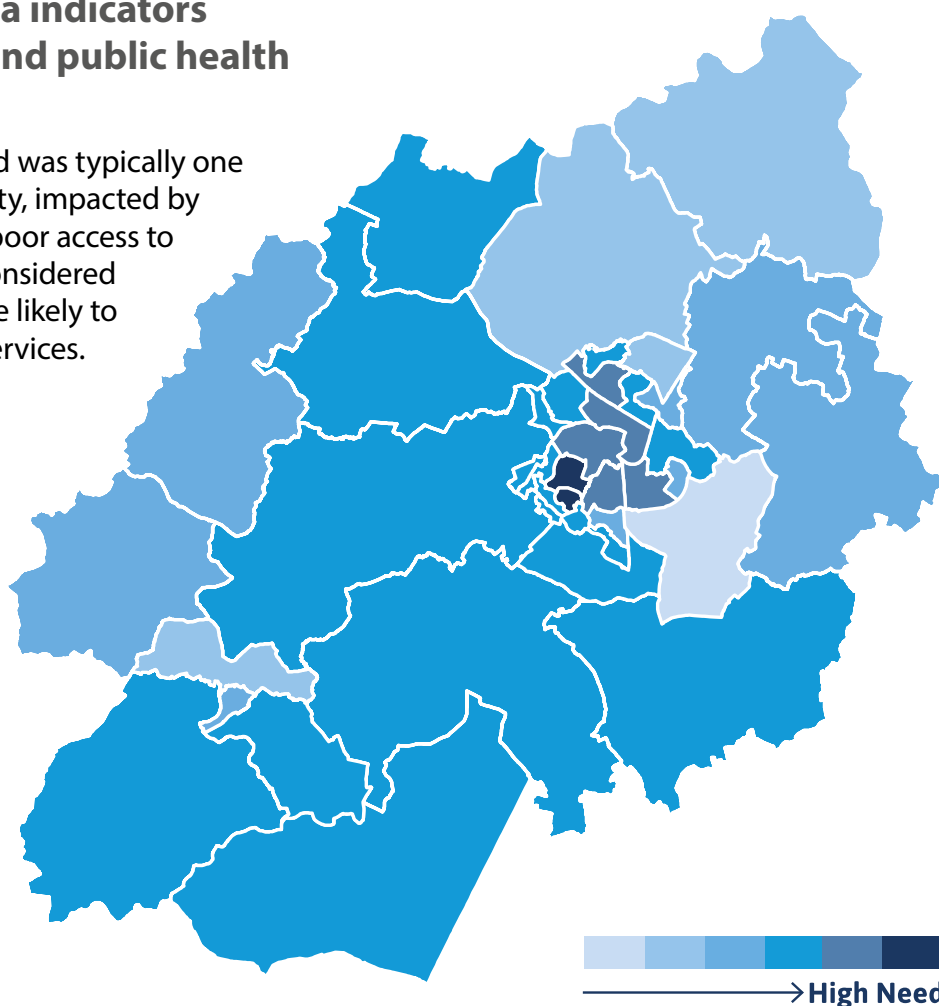 a indicators
nd public health
d was typically one
ty, impacted by
poor access to
onsidered
e likely to
ervices.
High Need